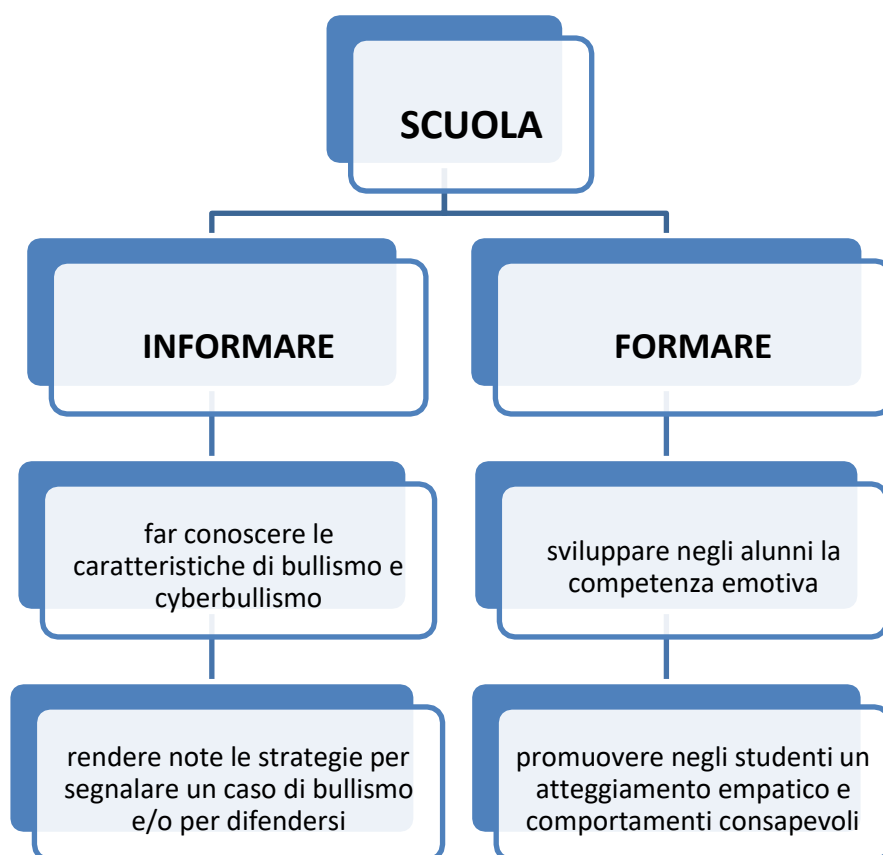 SCUOLA
INFORMARE
FORMARE
far conoscere le
caratteristiche di bullismo e
cyberbullismo
sviluppare negli alunni la
competenza emotiva
rendere note le strategie per
segnalare un caso di bullismo
e/o per difendersi
promuovere negli studenti un
atteggiamento empatico e
comportamenti consapevoli